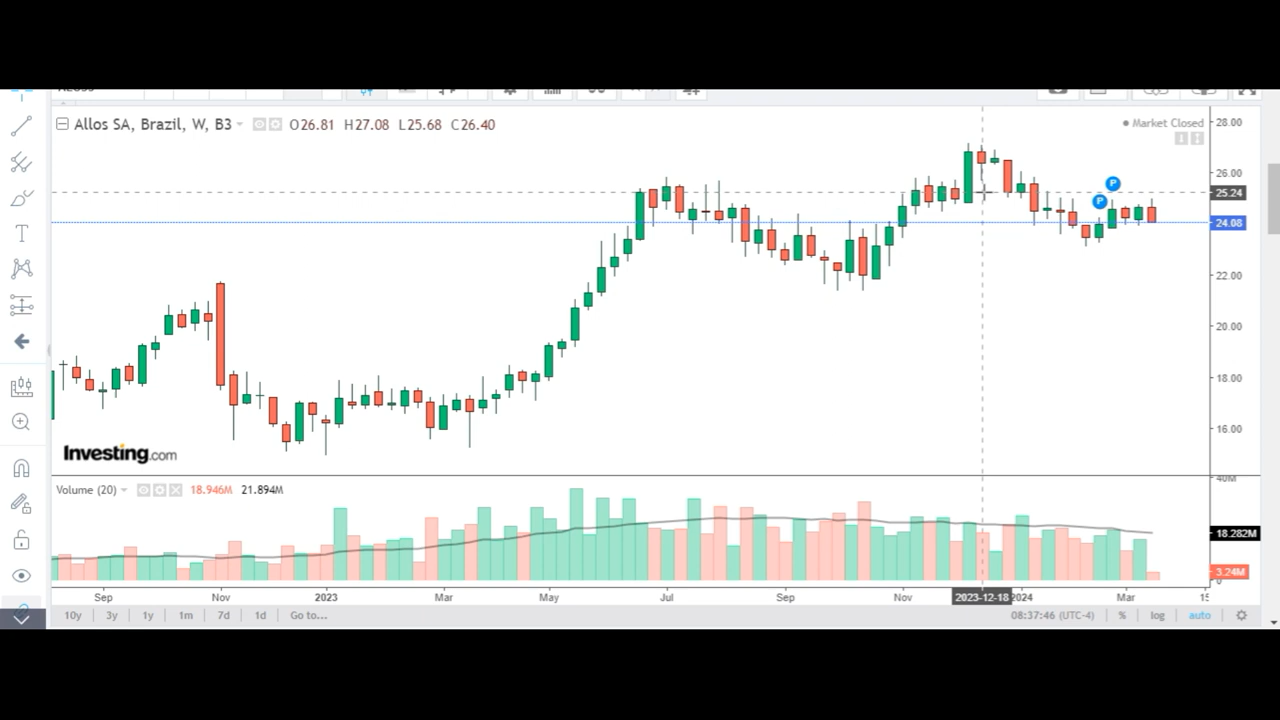 Allos SA, Brazil, W, B3 O26.81 H27.08 L25.68 C26.40
Market Closed
28.00
26.00
25.24
24.08
22.00
20.00
18.00
16.00
P
P
Investing.com
Volume (20) 18.946M 21.894M
40M
18.282M
3.24M
0
Sep Nov 2023 Mar May Jul Sep Nov 2023-12-18 2024 Mar 15
10y 3y 1y 1m 7d 1d Go to... 08:37:46 (UTC-4) % log auto